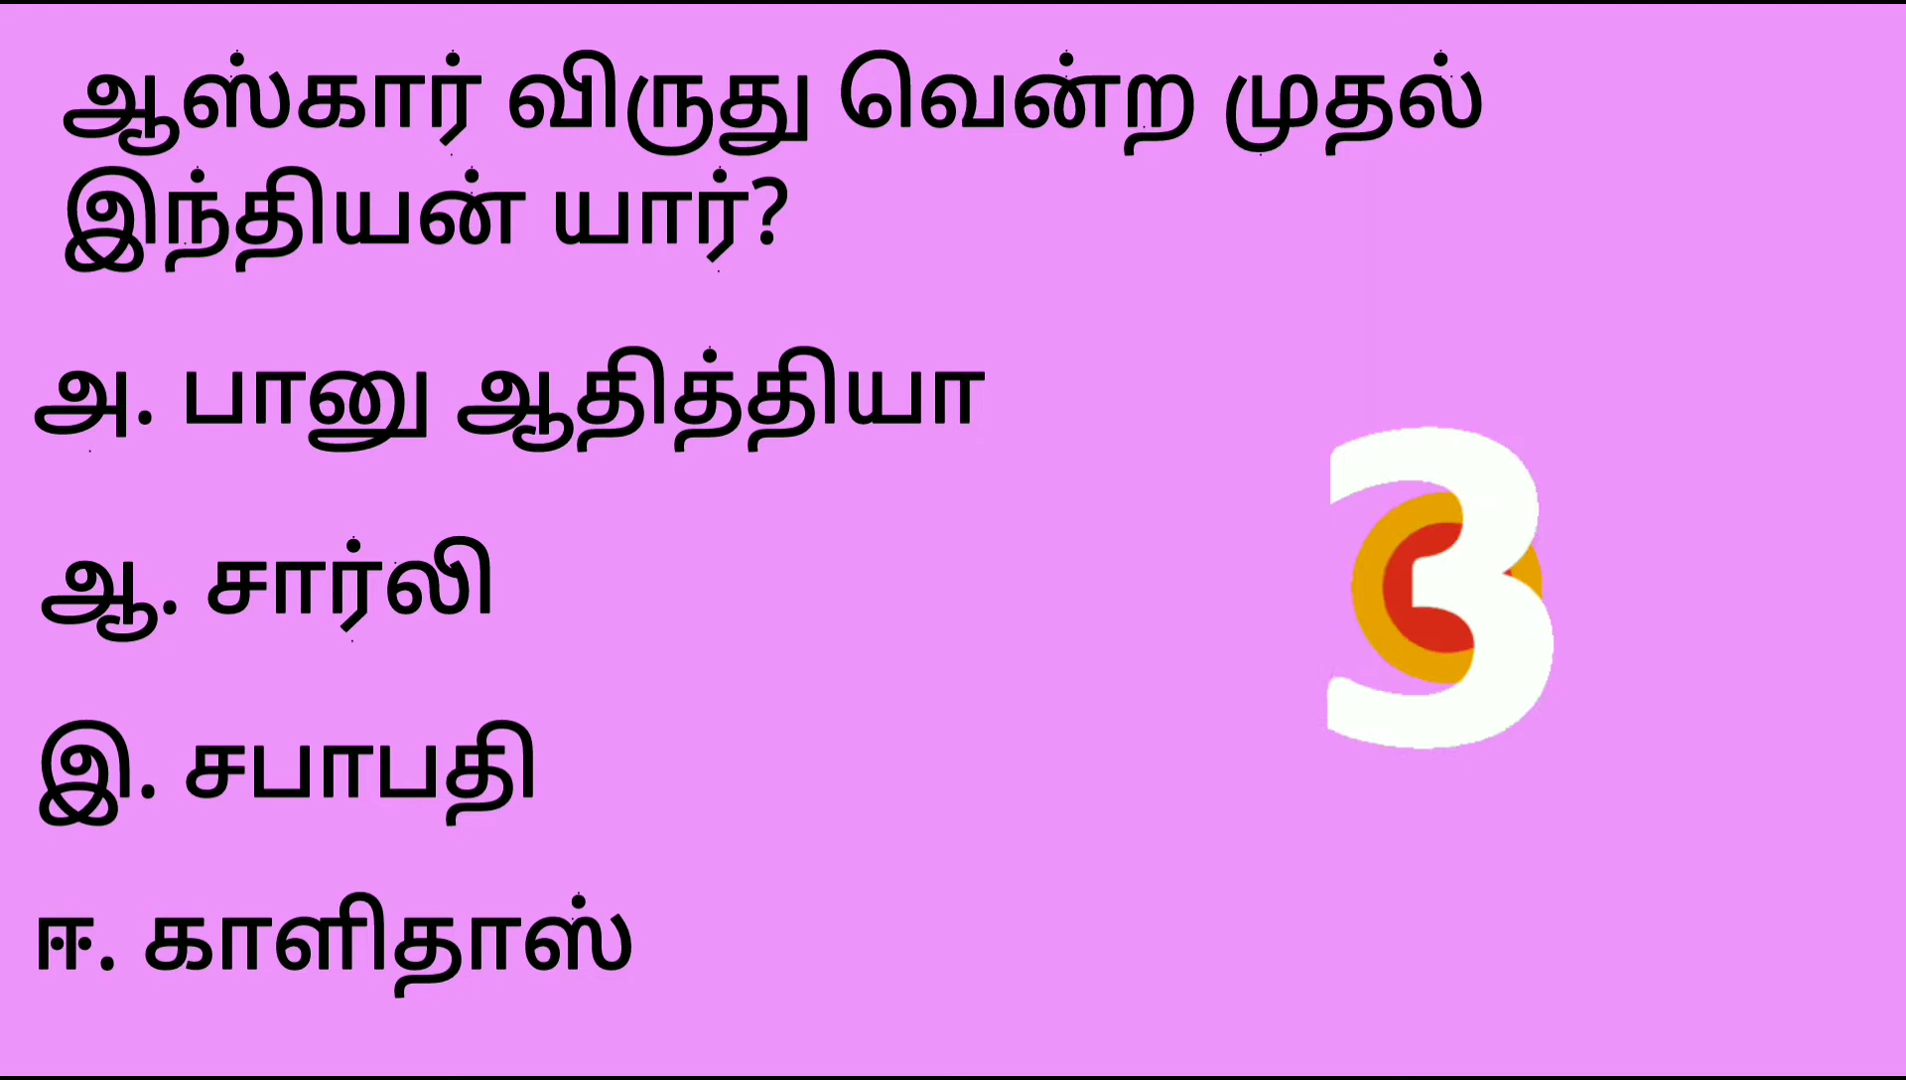 ஆஸ்கார் விருது வென்ற முதல்
இந்தியன் யார்?
அ. பானு ஆதித்தியா
ஆ. சார்லி
3
இ. சபாபதி
ஈ. காளிதாஸ்